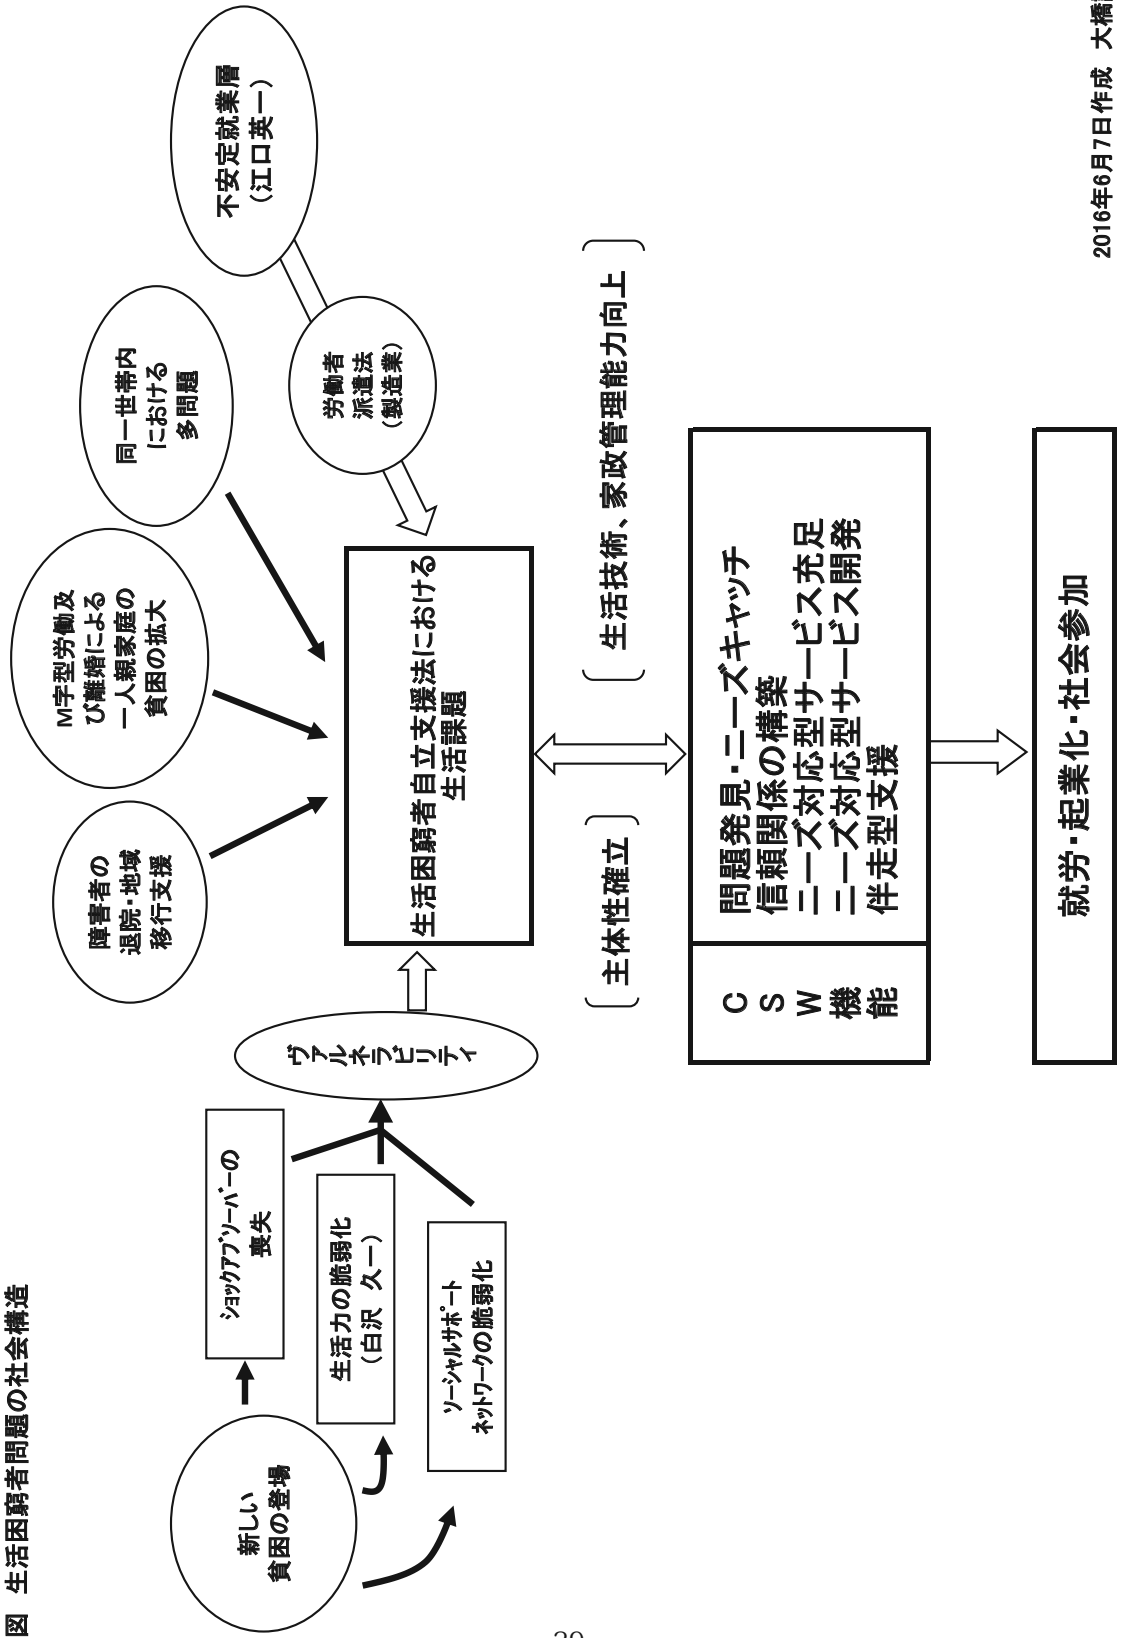 図　生活困窮者問題の社会構造
新しい
貧困の登場
ショックアブソーバーの
喪失
生活力の脆弱化
（白沢　久一）
ソーシャルサポート
ネットワークの脆弱化
ヴァルネラビリティ
障害者の
退院・地域
移行支援
M字型労働及
び離婚による
一人親家庭の
貧困の拡大
同一世帯内
における
多問題
不安定就業層
（江口英一）
労働者
派遣法
（製造業）
生活困窮者自立支援法における
生活課題
〔主体性確立〕
〔生活技術、家政管理能力向上〕
CSW機能
問題発見・ニーズキャッチ
信頼関係の構築
ニーズ対応型サービス充足
ニーズ対応型サービス開発
伴走型支援
就労・起業化・社会参加
2016年6月7日作成　大橋